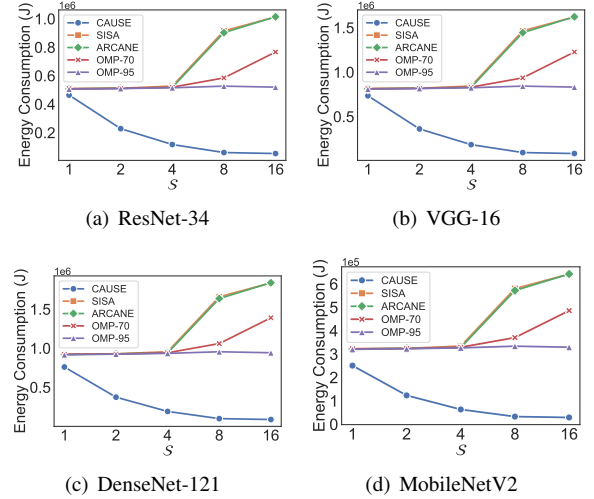 1e6
Energy Consumption (J)
1.0
0.8
0.6
0.4
0.2
CAUSE
SISA
ARCANE
OMP-70
OMP-95
1 2 4 8 16
S
(a) ResNet-34
1e6
Energy Consumption (J)
1.5
1.0
0.5
CAUSE
SISA
ARCANE
OMP-70
OMP-95
1 2 4 8 16
S
(b) VGG-16
1e6
Energy Consumption (J)
1.5
1.0
0.5
CAUSE
SISA
ARCANE
OMP-70
OMP-95
1 2 4 8 16
S
(c) DenseNet-121
1e5
Energy Consumption (J)
6
5
4
3
2
1
0
CAUSE
SISA
ARCANE
OMP-70
OMP-95
1 2 4 8 16
S
(d) MobileNetV2